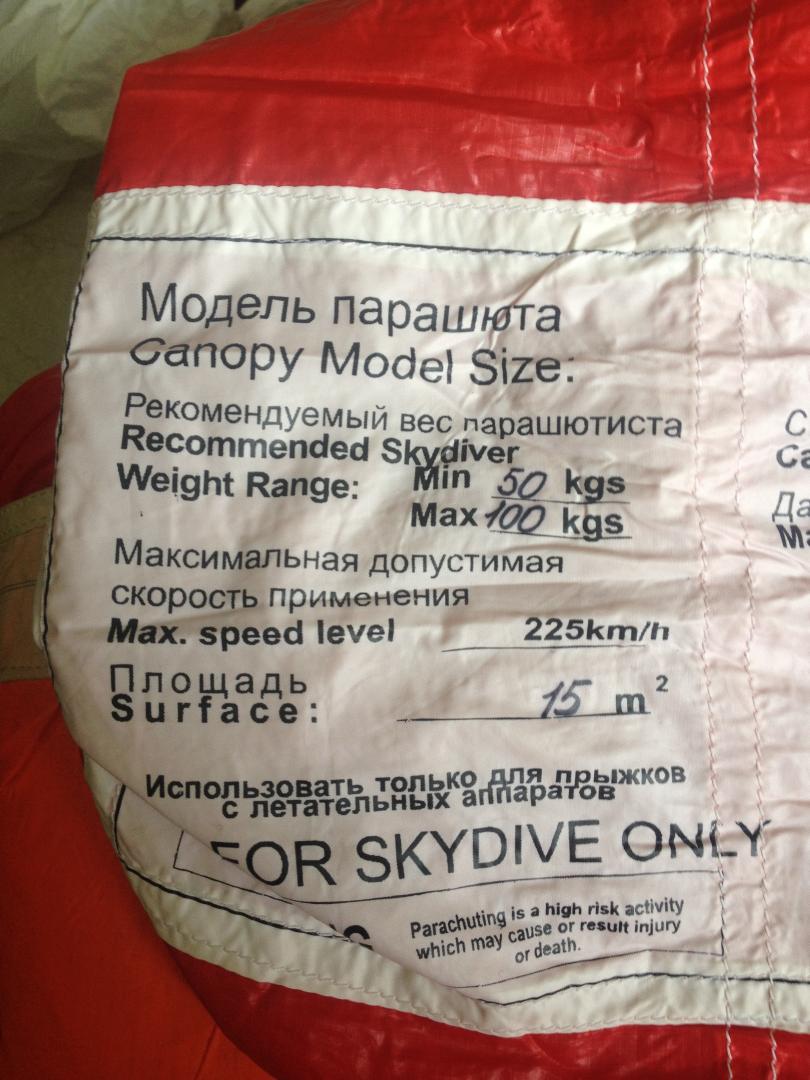 Модель парашюта
Canopy Model Size:
Рекомендуемый вес парашютиста
Recommended Skydiver
Weight Range: Min 50 kgs
Max 100 kgs
Максимальная допустимая
скорость применения
Max. speed level 225km/h
Площадь
Surface: 15 m²
Использовать только для прыжков
с летательных аппаратов
FOR SKYDIVE ONLY
Parachuting is a high risk activity
which may cause or result injury
or death.